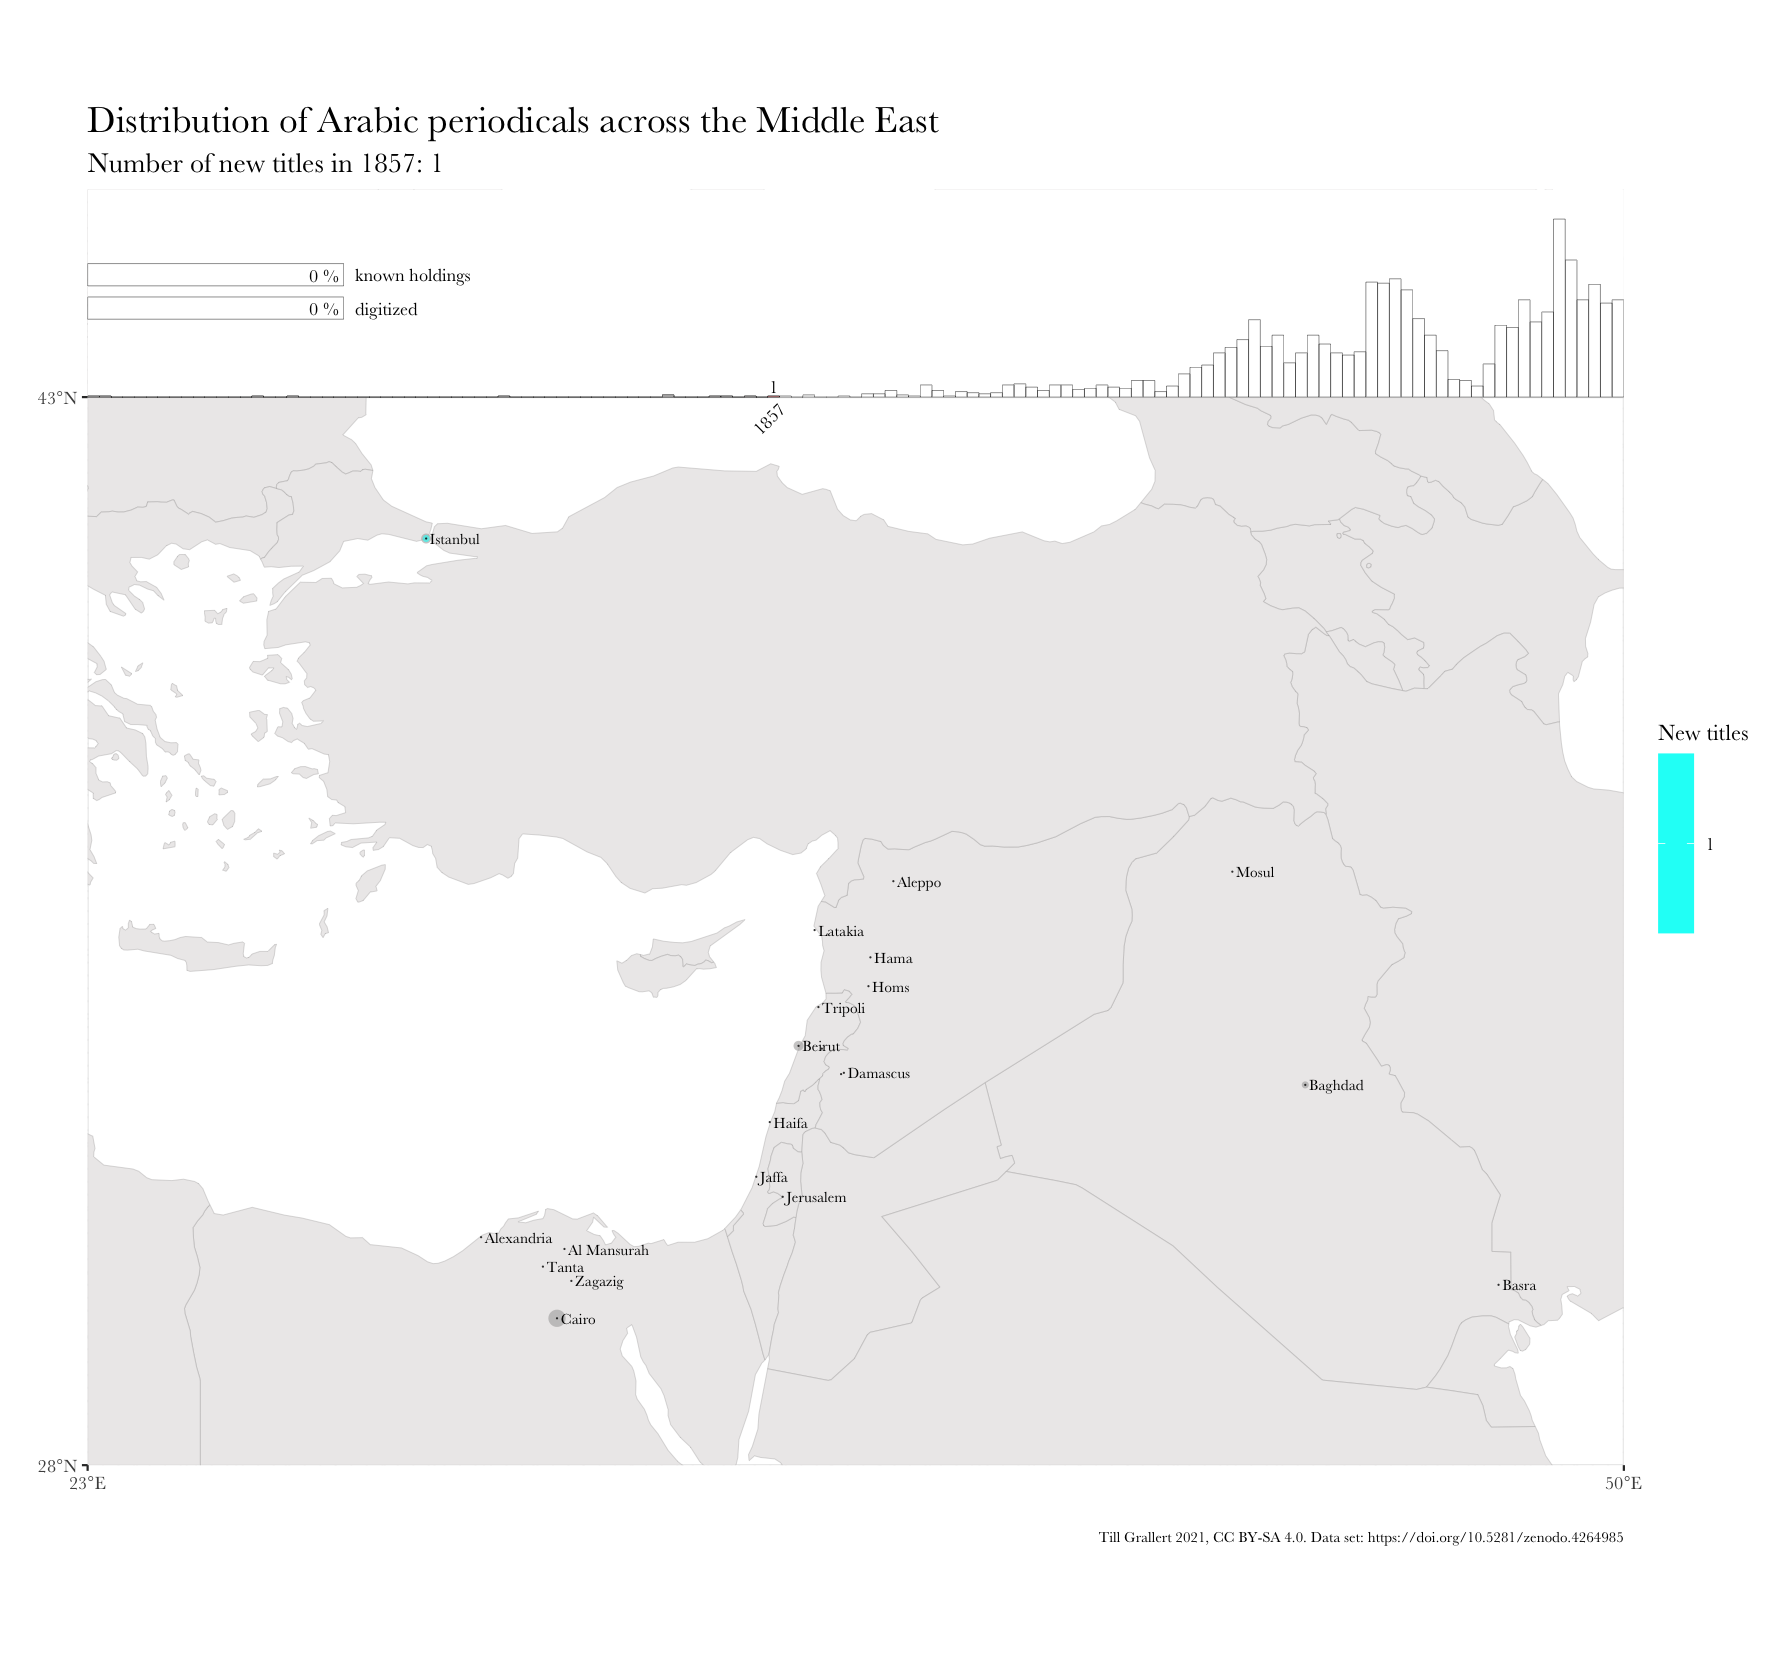 Distribution of Arabic periodicals across the Middle East
Number of new titles in 1857: 1
0 % known holdings
0 % digitized
1
43°N
1857
Istanbul
New titles
1
Aleppo
Mosul
Latakia
Hama
Homs
Tripoli
Beirut
Damascus
Baghdad
Haifa
Jaffa
Jerusalem
Alexandria
Al Mansurah
Tanta
Zagazig
Basra
Cairo
28°N
23°E
50°E
Till Grallert 2021, CC BY-SA 4.0. Data set: https://doi.org/10.5281/zenodo.4264985